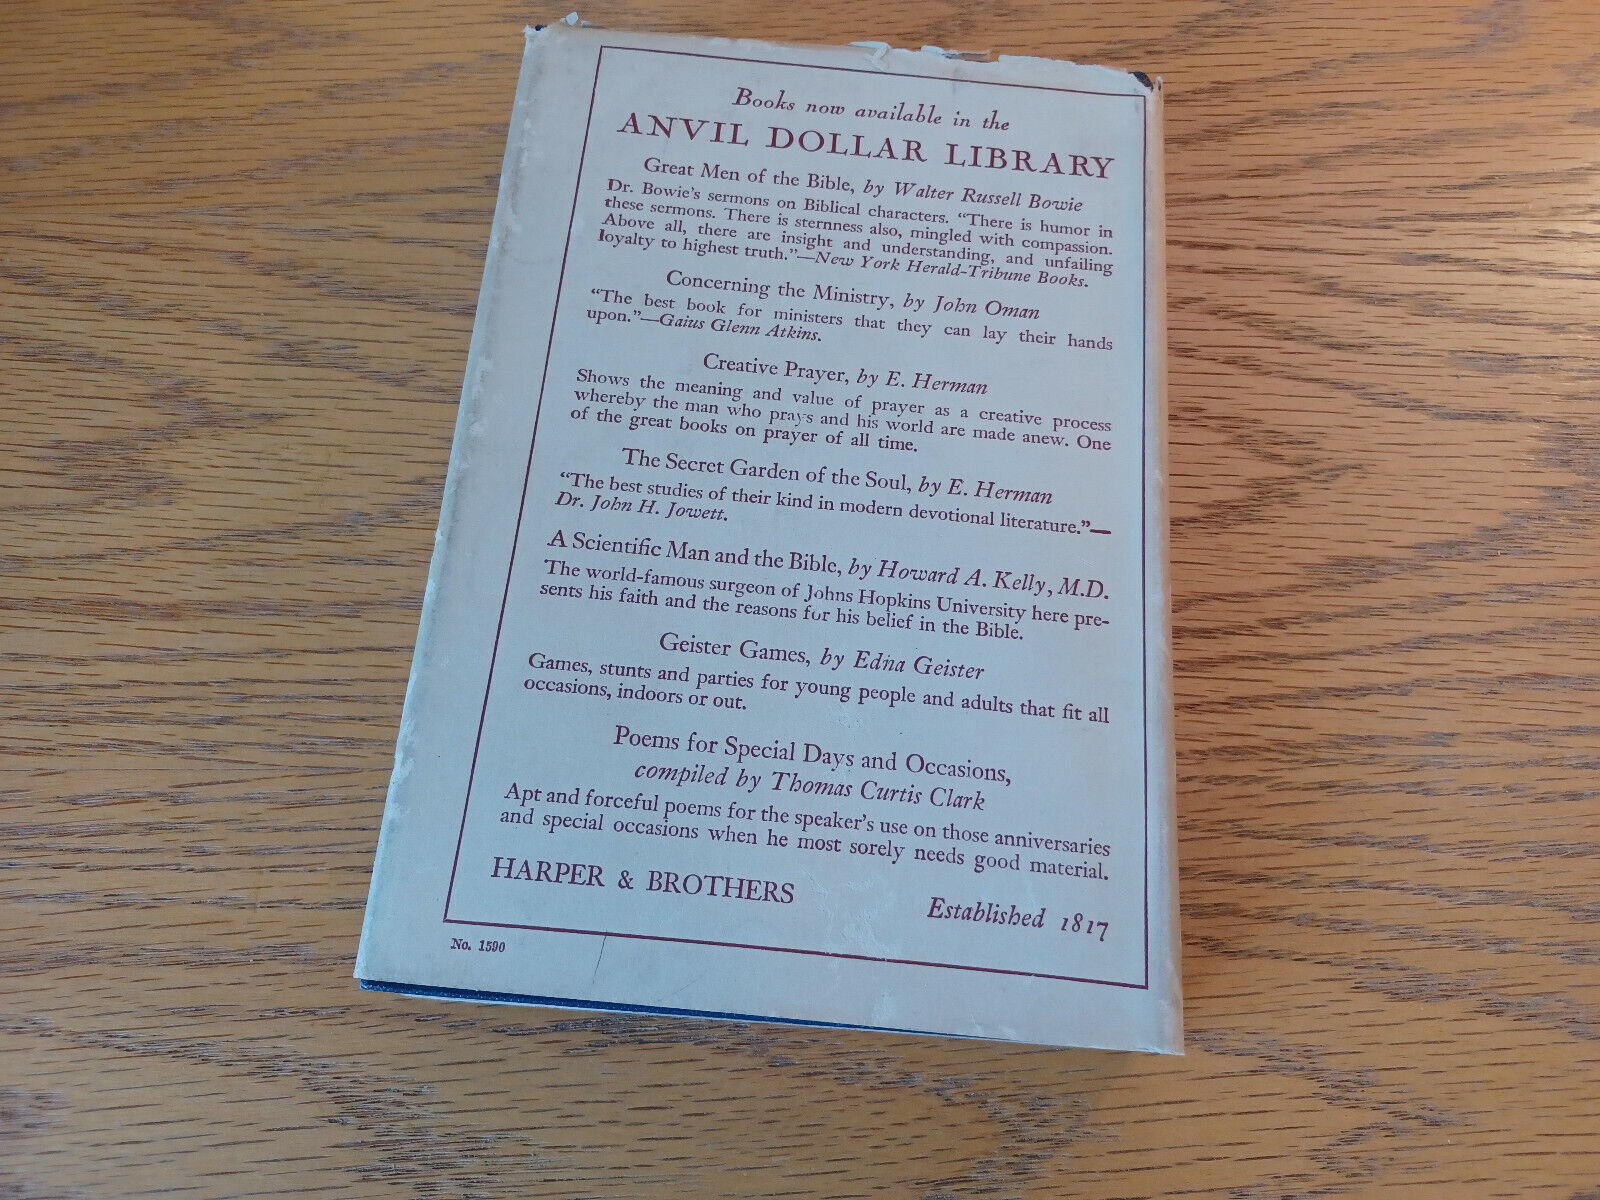 Books now available in the
ANVIL DOLLAR LIBRARY
Great Men of the Bible, by Walter Russell Bowie
Dr. Bowie's sermons on Biblical characters. “There is humor in
these sermons. There is sternness also, mingled with compassion.
Above all, there are insight and understanding, and unfailing
loyalty to highest truth.”—New York Herald-Tribune Books.
Concerning the Ministry, by John Oman
“The best book for ministers that they can lay their hands
upon.”—Gaius Glenn Atkins.
Creative Prayer, by E. Herman
Shows the meaning and value of prayer as a creative process
whereby the man who prays and his world are made anew. One
of the great books on prayer of all time.
The Secret Garden of the Soul, by E. Herman
“The best studies of their kind in modern devotional literature.”—
Dr. John H. Jowett.
A Scientific Man and the Bible, by Howard A. Kelly, M.D.
The world-famous surgeon of Johns Hopkins University here pre-
sents his faith and the reasons for his belief in the Bible.
Geister Games, by Edna Geister
Games, stunts and parties for young people and adults that fit all
occasions, indoors or out.
Poems for Special Days and Occasions,
compiled by Thomas Curtis Clark
Apt and forceful poems for the speaker's use on those anniversaries
and special occasions when he most sorely needs good material.
HARPER & BROTHERS
Established 1817
No. 1590